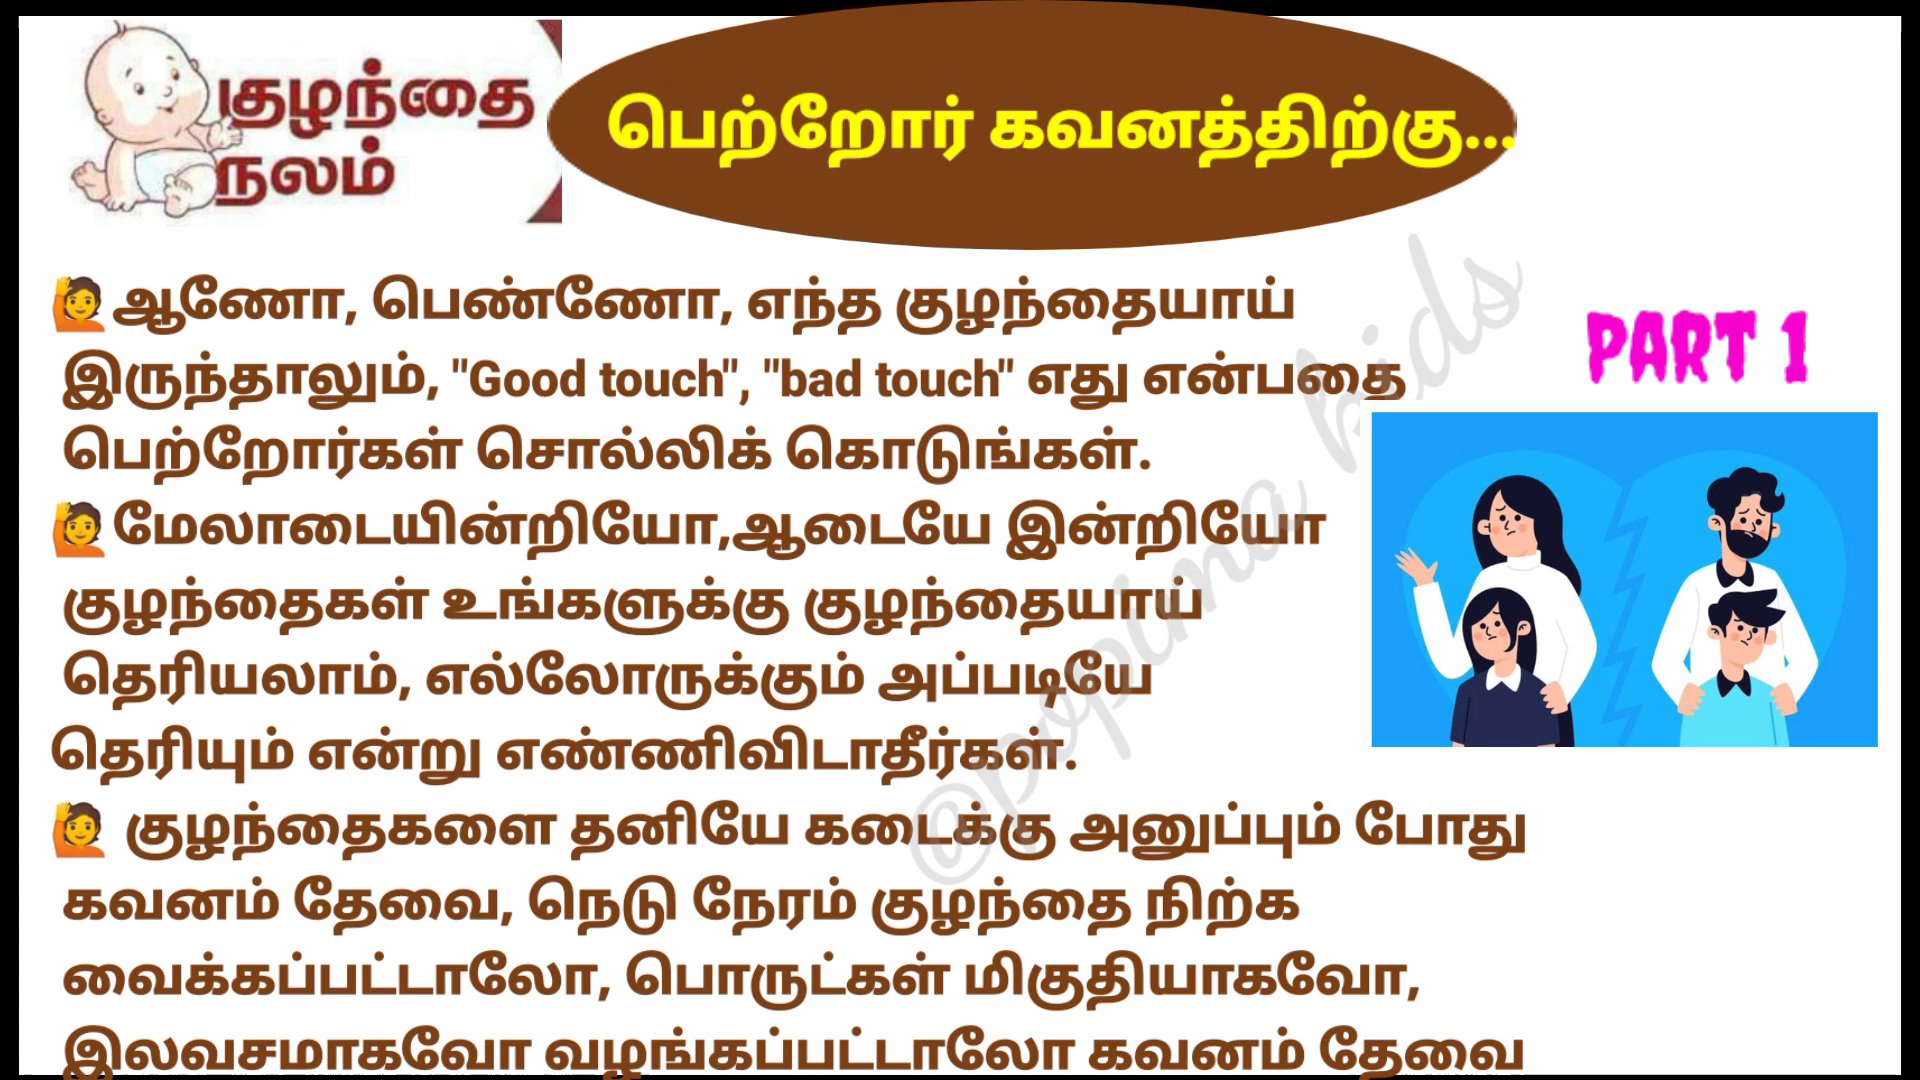 குழந்தை
நலம்
பெற்றோர் கவனத்திற்கு...
🙋ஆணோ, பெண்ணோ, எந்த குழந்தையாய்
இருந்தாலும், "Good touch", "bad touch" எது என்பதை
பெற்றோர்கள் சொல்லிக் கொடுங்கள்.
🙋மேலாடையின்றியோ,ஆடையே இன்றியோ
குழந்தைகள் உங்களுக்கு குழந்தையாய்
தெரியலாம், எல்லோருக்கும் அப்படியே
தெரியும் என்று எண்ணிவிடாதீர்கள்.
🙋 குழந்தைகளை தனியே கடைக்கு அனுப்பும் போது
கவனம் தேவை, நெடு நேரம் குழந்தை நிற்க
வைக்கப்பட்டாலோ, பொருட்கள் மிகுதியாகவோ,
இலவசமாகவோ வழங்கப்பட்டாலோ கவனம் தேவை
PART 1
@popima kids